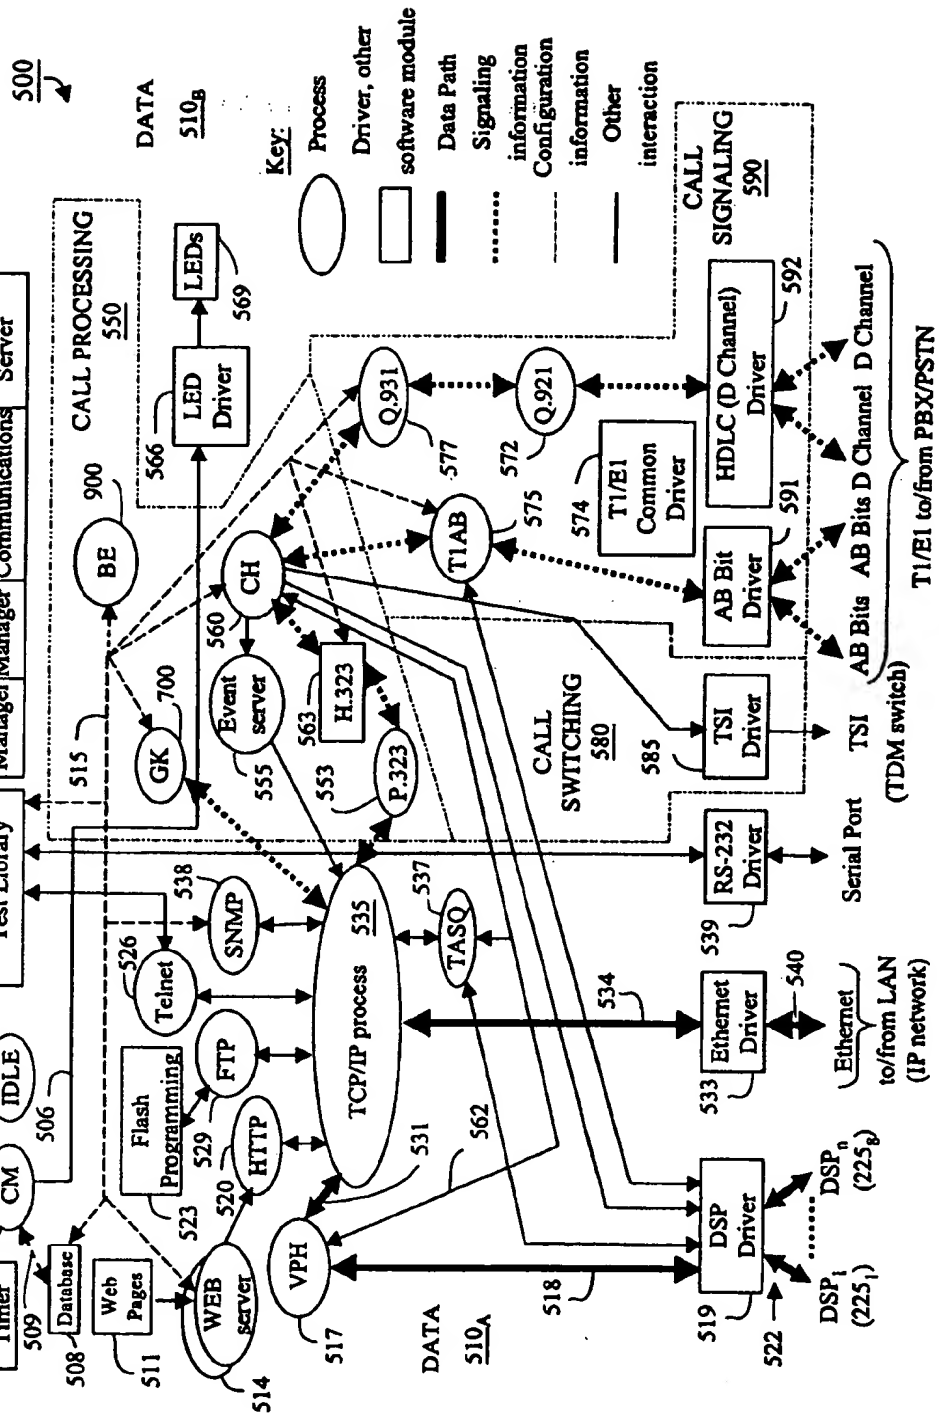 500
DATA
510B
Key:
Process
Driver, other
software module
Data Path
Signaling
information
Configuration
information
Other
interaction
Manager
Manager
Communications
Server
Test Library
Timer
CM
IDLE
506
509
Database
508
Web
Pages
511
WEB
server
514
515
Flash
Programming
523
FTP
529
HTTP
520
Telnet
526
SNMP
538
TCP/IP process
535
531
562
VPH
517
518
534
TASQ
537
CALL PROCESSING
550
BE
900
GK
700
LED
Driver
566
LEDs
569
CH
560
Event
server
555
H.323
563
P.323
553
Q.931
577
Q.921
572
T1AB
575
T1/E1
Common
Driver
574
CALL
SIGNALING
590
HDLC (D Channel)
Driver
592
AB Bit
Driver
591
CALL
SWITCHING
580
TSI
Driver
585
RS-232
Driver
539
Ethernet
Driver
533
540
DSP
Driver
519
522
DATA
510A
DSPi
(225i)
DSPn
(2258)
Ethernet
to/from LAN
(IP network)
Serial Port
TSI
(TDM switch)
AB Bits
AB Bits
D Channel
D Channel
T1/E1 to/from PBX/PSTN